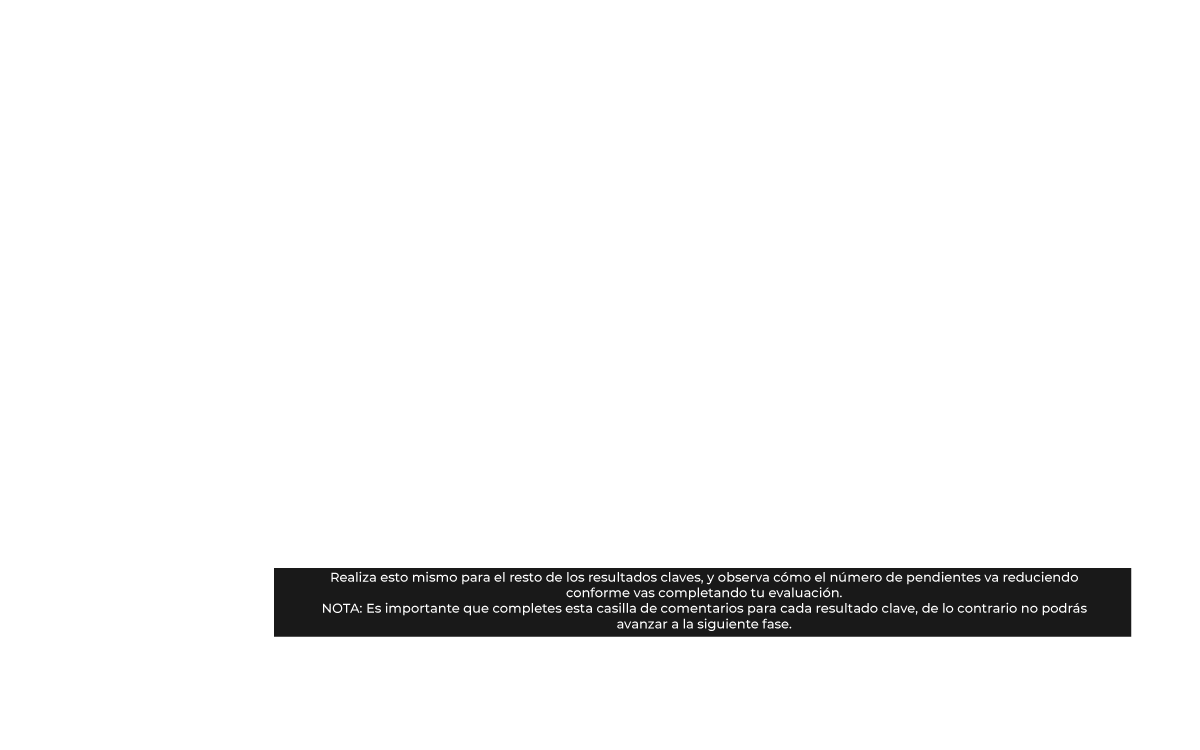 Realiza esto mismo para el resto de los resultados claves, y observa cómo el número de pendientes va reduciendo
conforme vas completando tu evaluación.
NOTA: Es importante que completes esta casilla de comentarios para cada resultado clave, de lo contrario no podrás
avanzar a la siguiente fase.